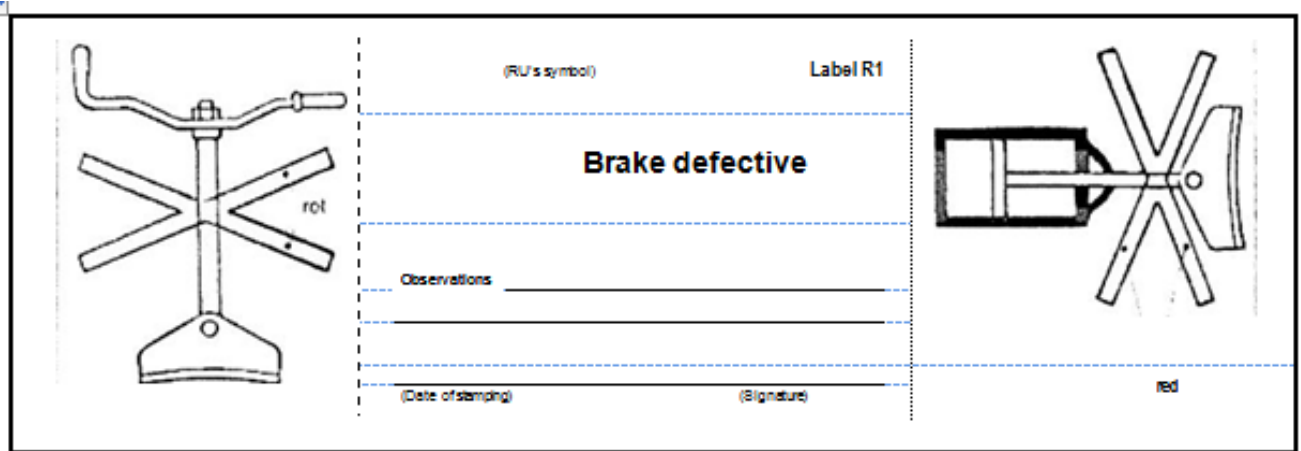 (RU's symbol) Label R1
Brake defective
rot
Observations
(Date of stamping) (Signature)
red